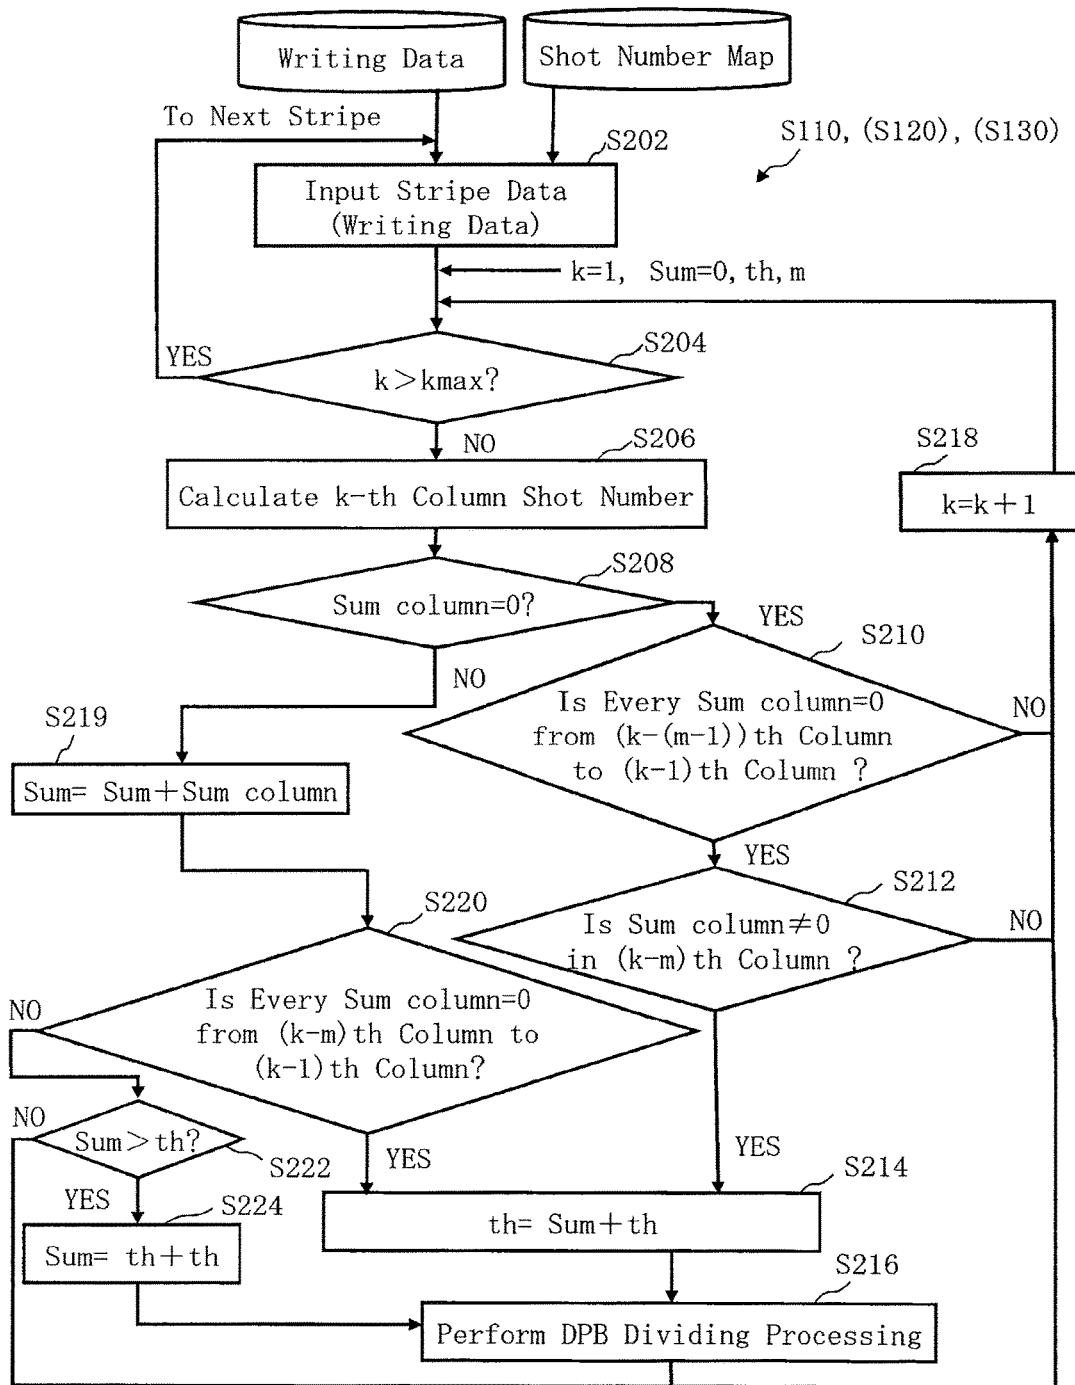 Writing Data
Shot Number Map
To Next Stripe
S202
S110, (S120), (S130)
Input Stripe Data
(Writing Data)
k=1, Sum=0, th, m
S204
YES
k＞kmax?
NO
S206
S218
Calculate k-th Column Shot Number
k=k＋1
S208
Sum column=0?
YES
S210
NO
Is Every Sum column=0
from (k-(m-1))th Column
to (k-1)th Column ?
NO
S219
Sum= Sum＋Sum column
YES
S212
S220
Is Sum column≠0
in (k-m)th Column ?
NO
Is Every Sum column=0
from (k-m)th Column to
(k-1)th Column?
NO
NO
Sum＞th?
S222
YES
YES
YES
S214
S224
th= Sum＋th
Sum= th＋th
S216
Perform DPB Dividing Processing